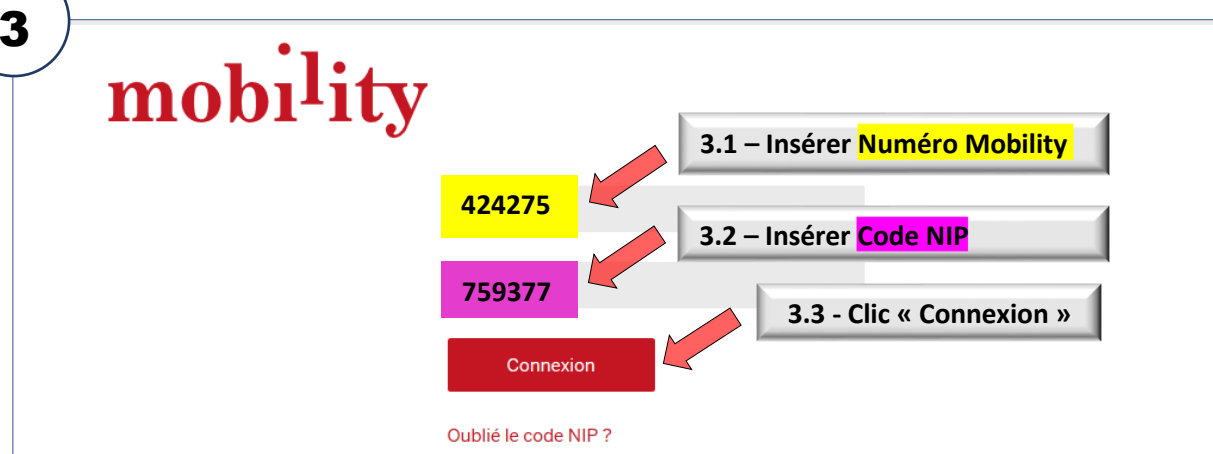 3
mobility
3.1 – Insérer Numéro Mobility
424275
3.2 – Insérer Code NIP
759377
3.3 - Clic « Connexion »
Connexion
Oublié le code NIP ?